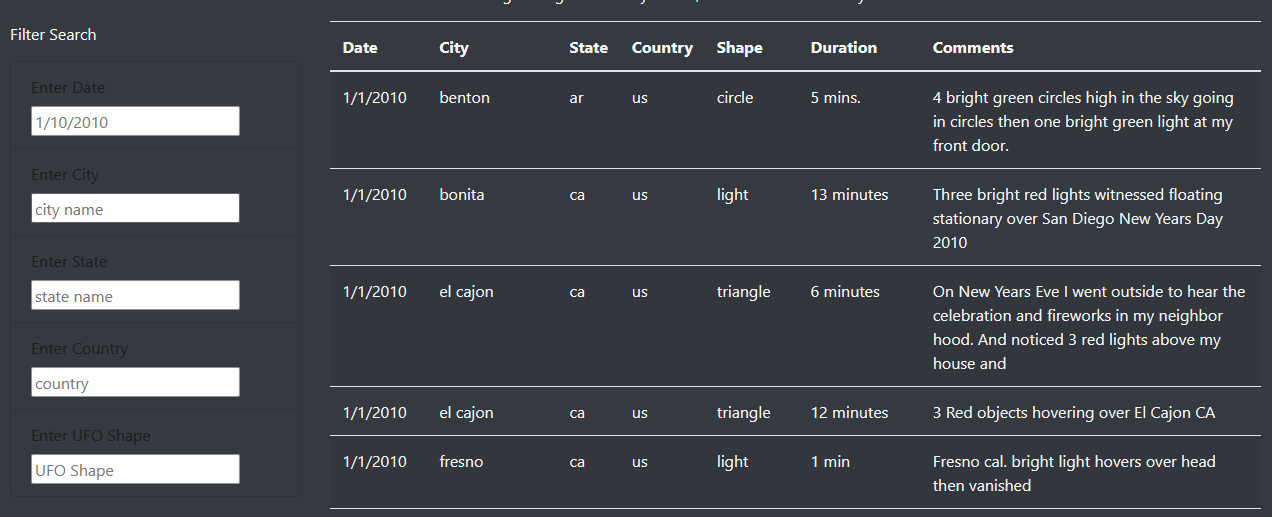 Filter Search
Enter Date
1/10/2010
Enter City
city name
Enter State
state name
Enter Country
country
Enter UFO Shape
UFO Shape
Date City State Country Shape Duration Comments
1/1/2010 benton ar us circle 5 mins. 4 bright green circles high in the sky going
in circles then one bright green light at my
front door.
1/1/2010 bonita ca us light 13 minutes Three bright red lights witnessed floating
stationary over San Diego New Years Day
2010
1/1/2010 el cajon ca us triangle 6 minutes On New Years Eve I went outside to hear the
celebration and fireworks in my neighbor
hood. And noticed 3 red lights above my
house and
1/1/2010 el cajon ca us triangle 12 minutes 3 Red objects hovering over El Cajon CA
1/1/2010 fresno ca us light 1 min Fresno cal. bright light hovers over head
then vanished